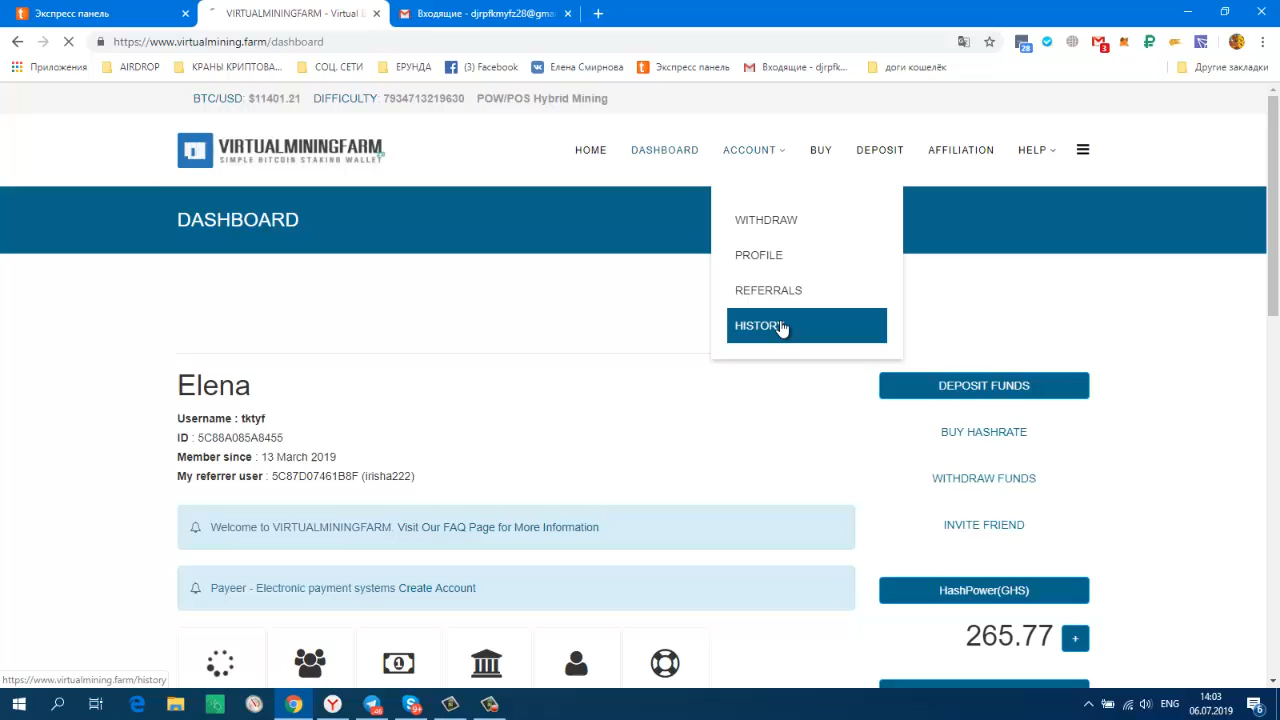 Экспресс панель
VIRTUALMININGFARM - Virtual B
Входящие - djrpfkmyfz28@gma
https://www.virtualmining.farm/dashboard
28
3
Приложения
AIRDROP
КРАНЫ КРИПТОВА...
СОЦ. СЕТИ
ЕРУНДА
(3) Facebook
Елена Смирнова
Экспресс панель
Входящие - djrpfk...
доги кошелёк
Другие закладки
BTC/USD: $11401.21 DIFFICULTY: 7934713219630 POW/POS Hybrid Mining
VIRTUALMININGFARM
SIMPLE BITCOIN STAKING WALLET
HOME
DASHBOARD
ACCOUNT
BUY
DEPOSIT
AFFILIATION
HELP
DASHBOARD
WITHDRAW
PROFILE
REFERRALS
HISTORY
Elena
Username : tktyf
ID : 5C88A085A8455
Member since : 13 March 2019
My referrer user : 5C87D07461B8F (irisha222)
Welcome to VIRTUALMININGFARM. Visit Our FAQ Page for More Information
Payeer - Electronic payment systems Create Account
DEPOSIT FUNDS
BUY HASHRATE
WITHDRAW FUNDS
INVITE FRIEND
HashPower(GHS)
265.77
+
https://www.virtualmining.farm/history
ENG
14:03
06.07.2019
6